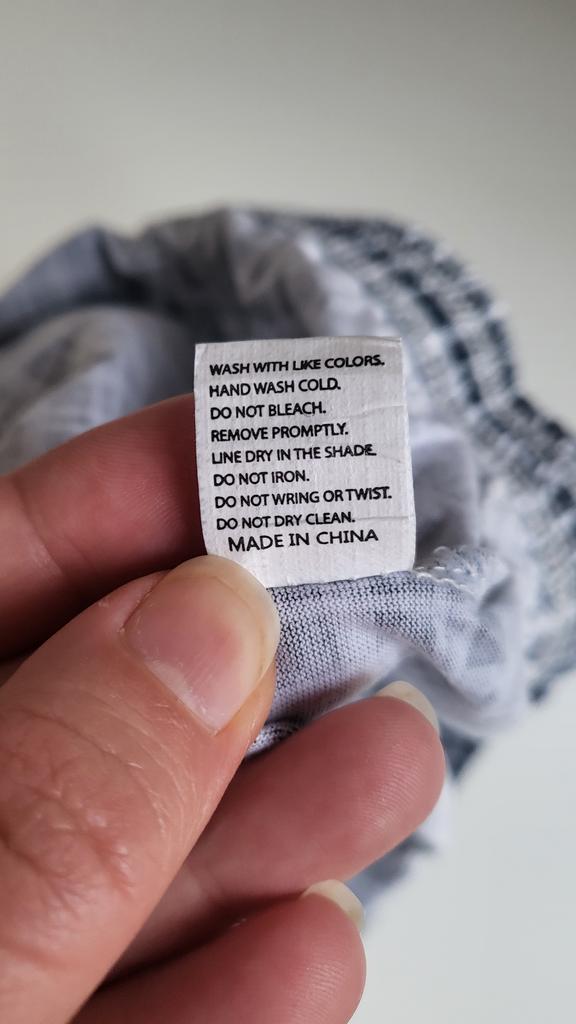 WASH WITH LIKE COLORS.
HAND WASH COLD.
DO NOT BLEACH.
REMOVE PROMPTLY.
LINE DRY IN THE SHADE.
DO NOT IRON.
DO NOT WRING OR TWIST.
DO NOT DRY CLEAN.
MADE IN CHINA